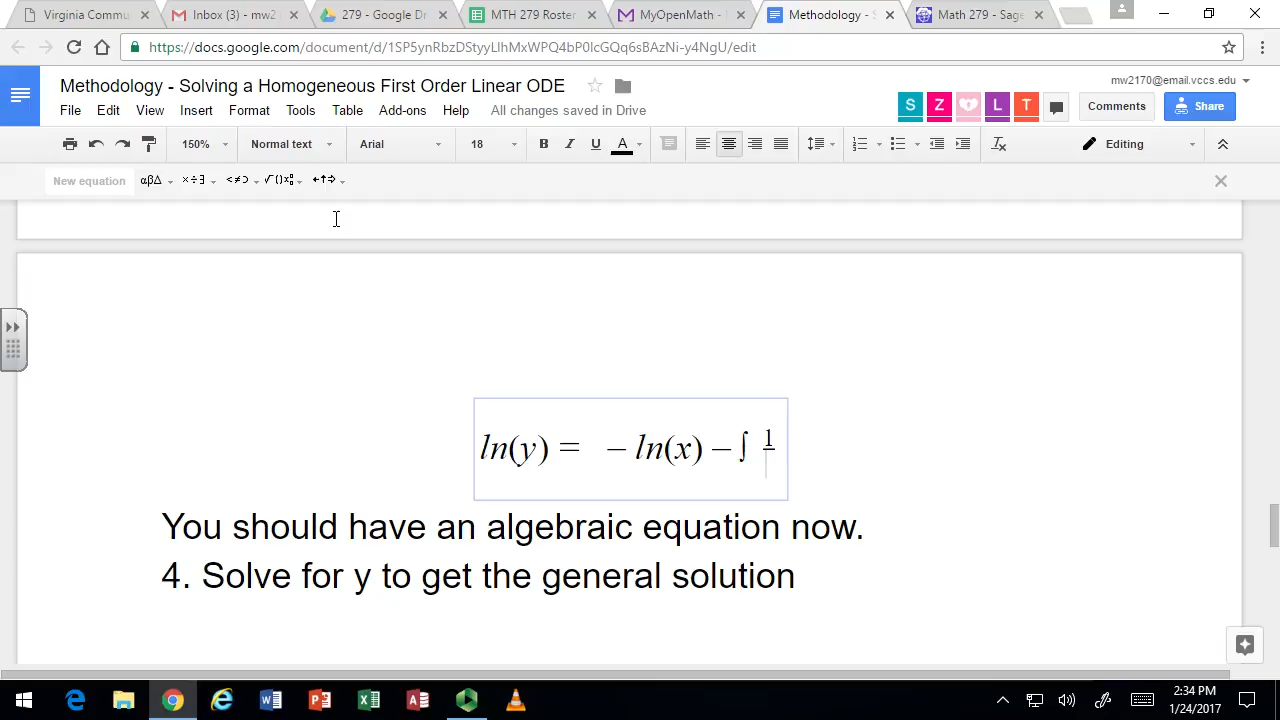 Virginia Commu
Inbox (3) - mw2
279 - Google Dr
MTH 279 Roster
MyOpenMath -
Methodology - S
Math 279 - Sage
https://docs.google.com/document/d/1SP5ynRbzDStyyLlhMxWPQ4bP0lcGQq6sBAzNi-y4NgU/edit
Methodology - Solving a Homogeneous First Order Linear ODE
mw2170@email.vccs.edu
File Edit View Inser Format Tools Table Add-ons Help All changes saved in Drive
S Z L T Comments Share
150% Normal text Arial 18 B I U A Editing
New equation αβΔ ×÷∃ <≠⊃ √()x ←↑⇒
ln(y) = − ln(x) − ∫ 1
You should have an algebraic equation now.
4. Solve for y to get the general solution
2:34 PM
1/24/2017